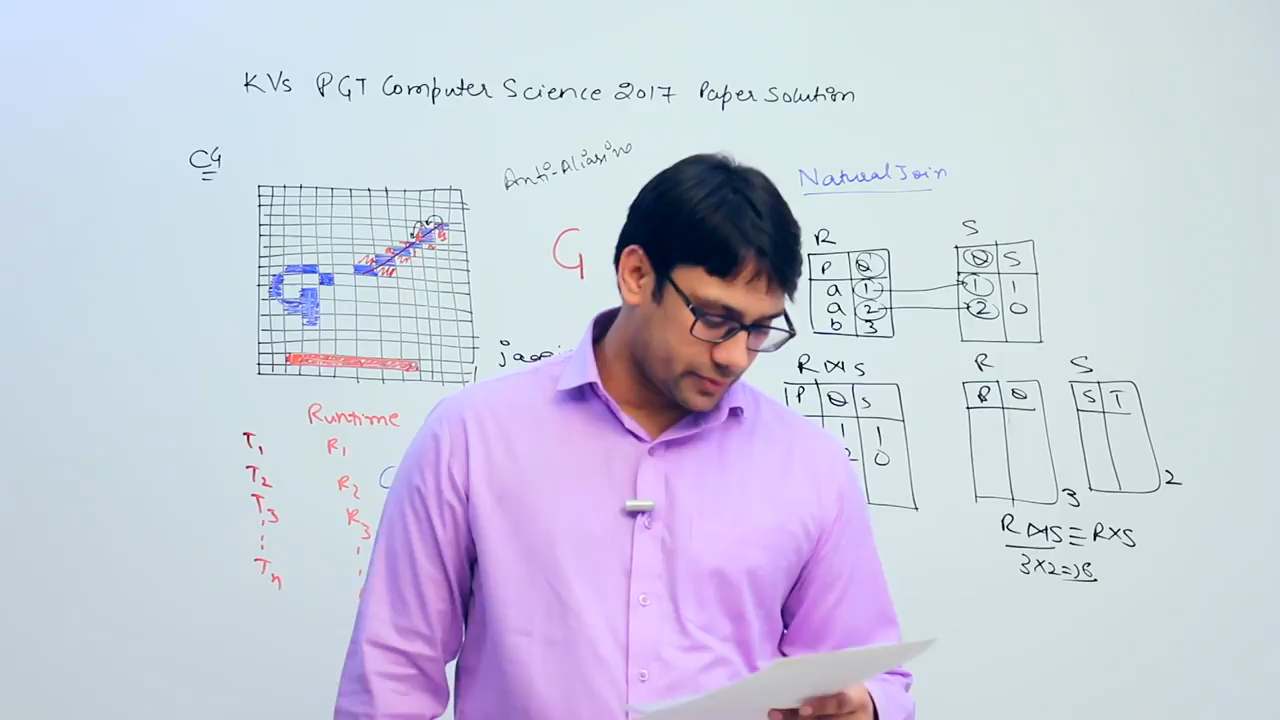 KVs PGT Computer Science 2017 Paper Solution
CG
Anti-Aliasing
G
Runtime
T1 R1
T2 R2
T3 R3
Tn
Natural Join
R
P Q
a 1
a 2
b 3
S
Q S
1 1
2 0
R ⋈ S
P Q S
1 1
2 0
R
R Q
3
S
S T
2
R ⋈ S ≡ R×S
3×2=